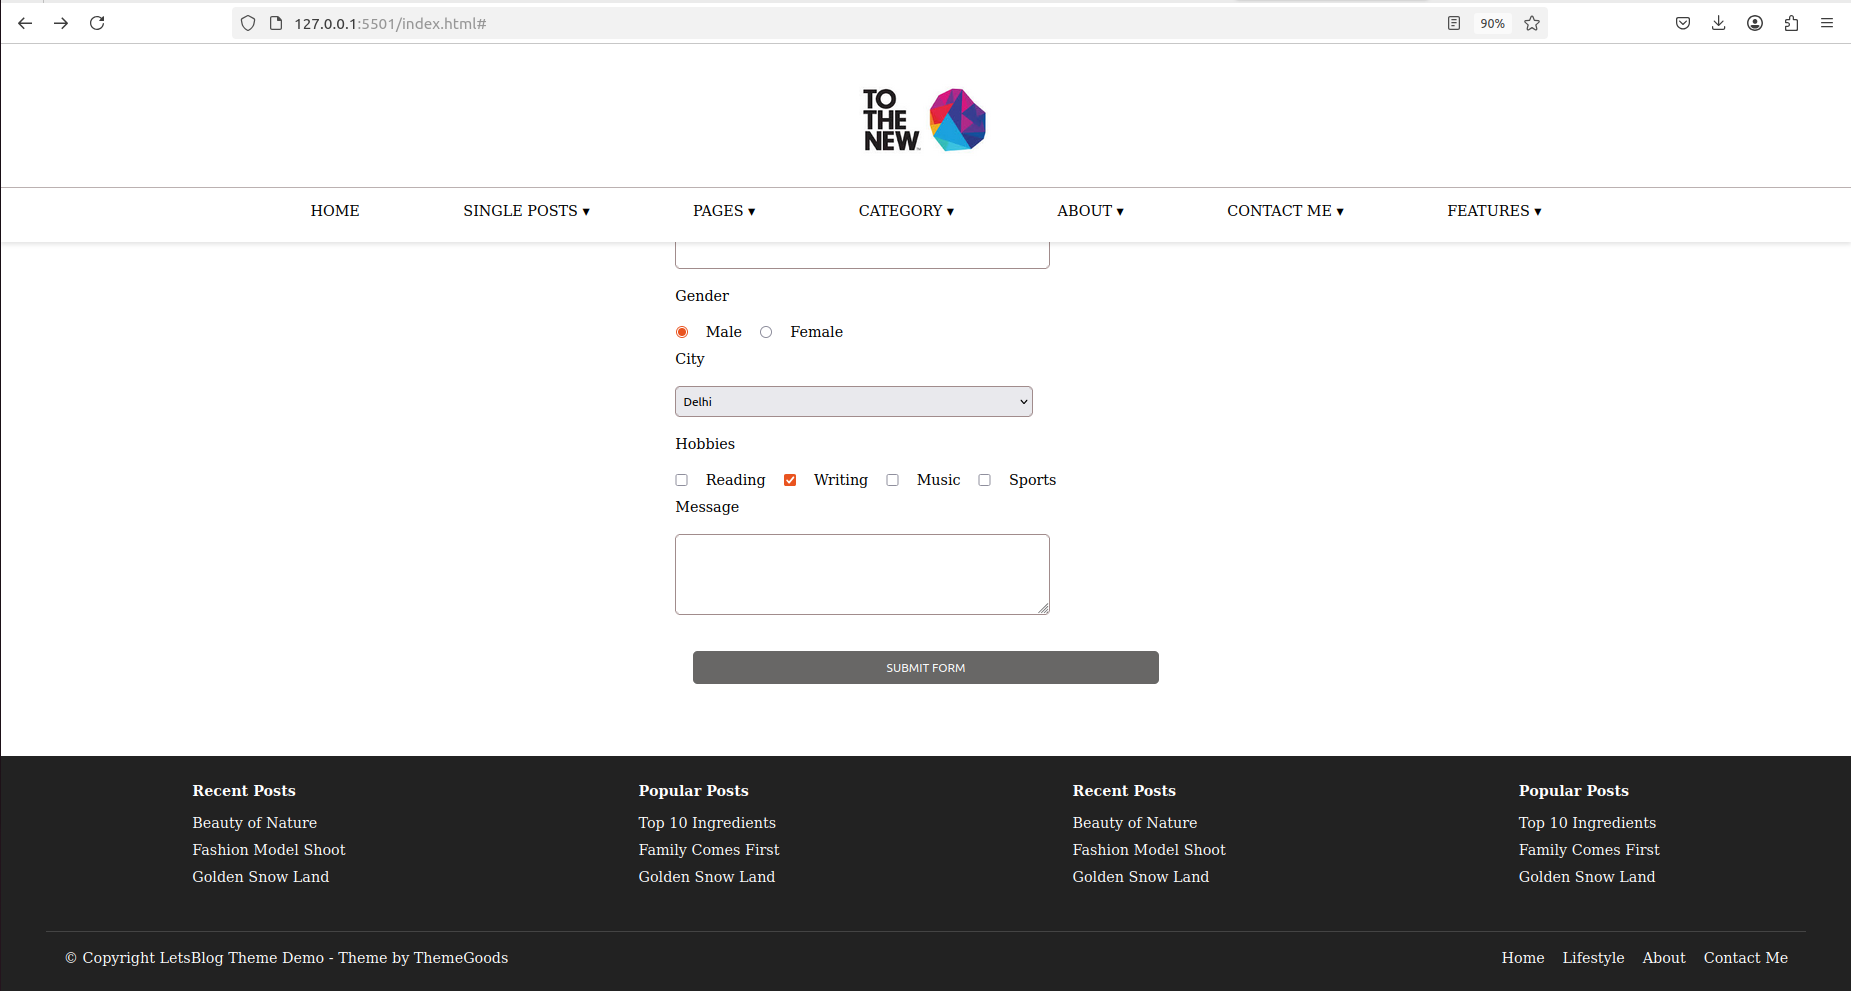 127.0.0.1:5501/index.html#
90%
TO
THE
NEW
HOME SINGLE POSTS ▾ PAGES ▾ CATEGORY ▾ ABOUT ▾ CONTACT ME ▾ FEATURES ▾
Gender
Male Female
City
Delhi
Hobbies
Reading Writing Music Sports
Message
SUBMIT FORM
Recent Posts
Beauty of Nature
Fashion Model Shoot
Golden Snow Land
Popular Posts
Top 10 Ingredients
Family Comes First
Golden Snow Land
Recent Posts
Beauty of Nature
Fashion Model Shoot
Golden Snow Land
Popular Posts
Top 10 Ingredients
Family Comes First
Golden Snow Land
© Copyright LetsBlog Theme Demo - Theme by ThemeGoods
Home Lifestyle About Contact Me